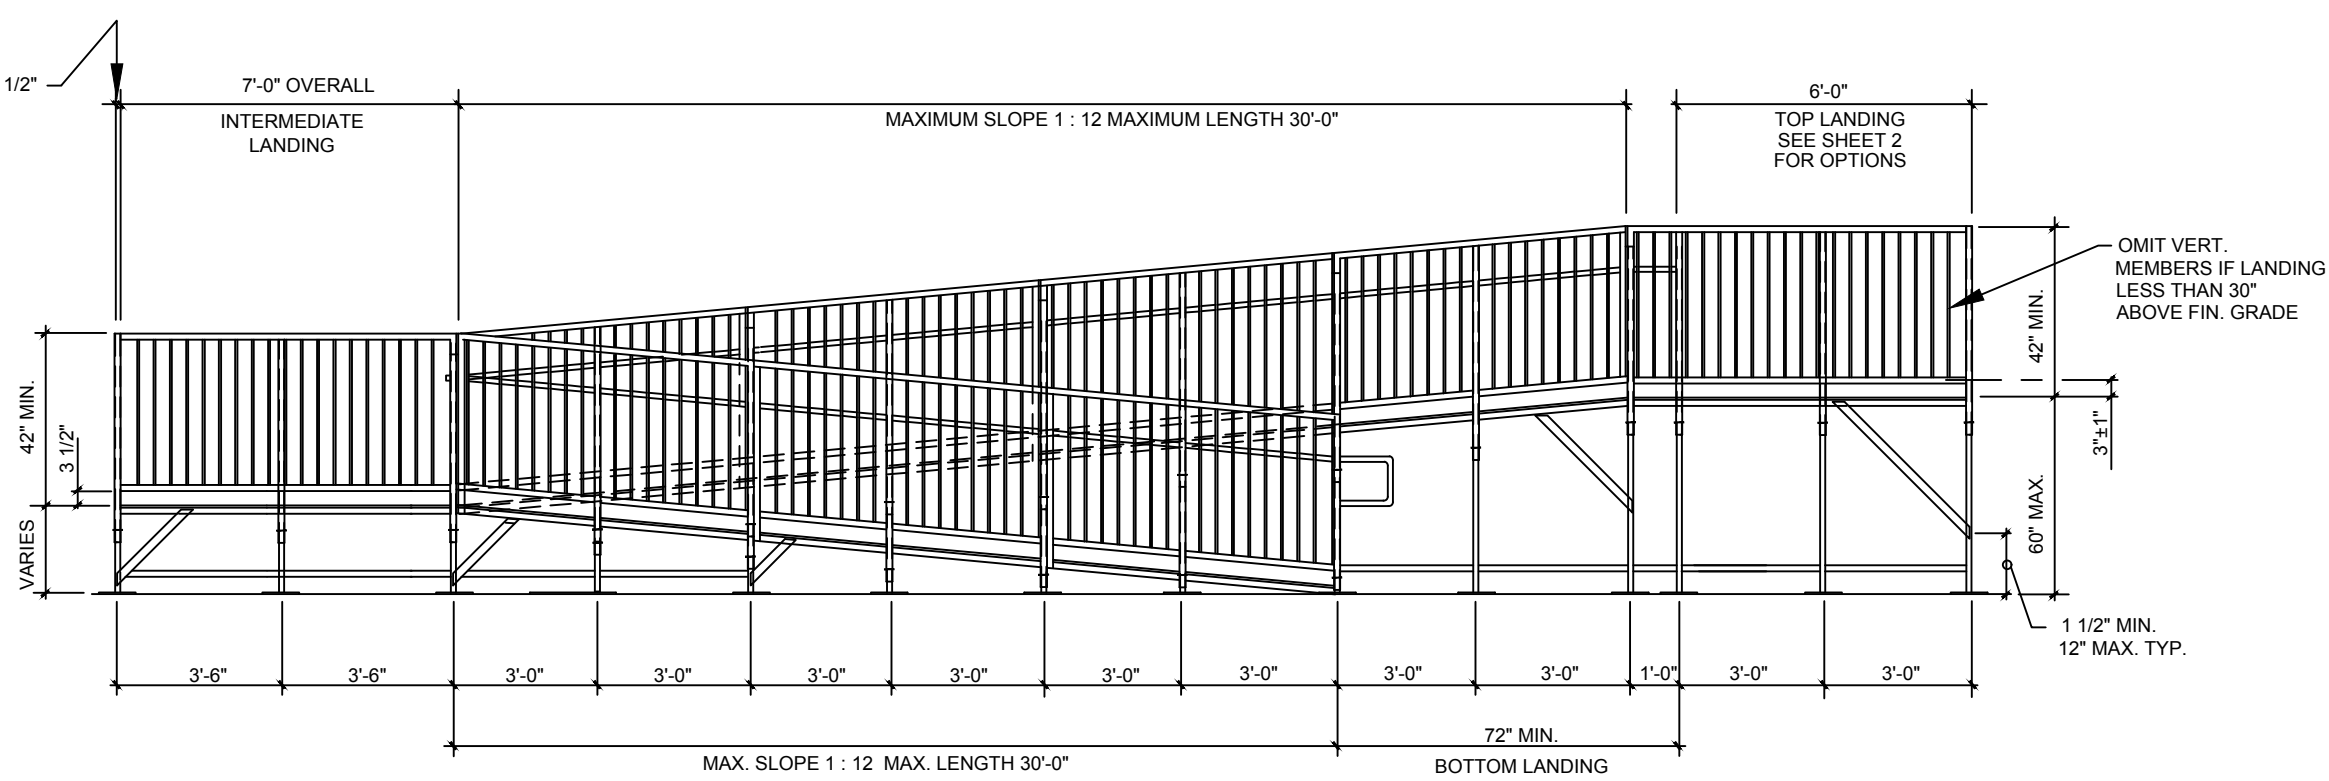 1/2"
7'-0" OVERALL
INTERMEDIATE
LANDING
MAXIMUM SLOPE 1 : 12 MAXIMUM LENGTH 30'-0"
6'-0"
TOP LANDING
SEE SHEET 2
FOR OPTIONS
OMIT VERT.
MEMBERS IF LANDING
LESS THAN 30"
ABOVE FIN. GRADE
42" MIN.
3 1/2"
VARIES
42" MIN.
3"±1"
60" MAX.
1 1/2" MIN.
12" MAX. TYP.
3'-6"
3'-6"
3'-0"
3'-0"
3'-0"
3'-0"
3'-0"
3'-0"
3'-0"
3'-0"
1'-0"
3'-0"
3'-0"
MAX. SLOPE 1 : 12 MAX. LENGTH 30'-0"
72" MIN.
BOTTOM LANDING